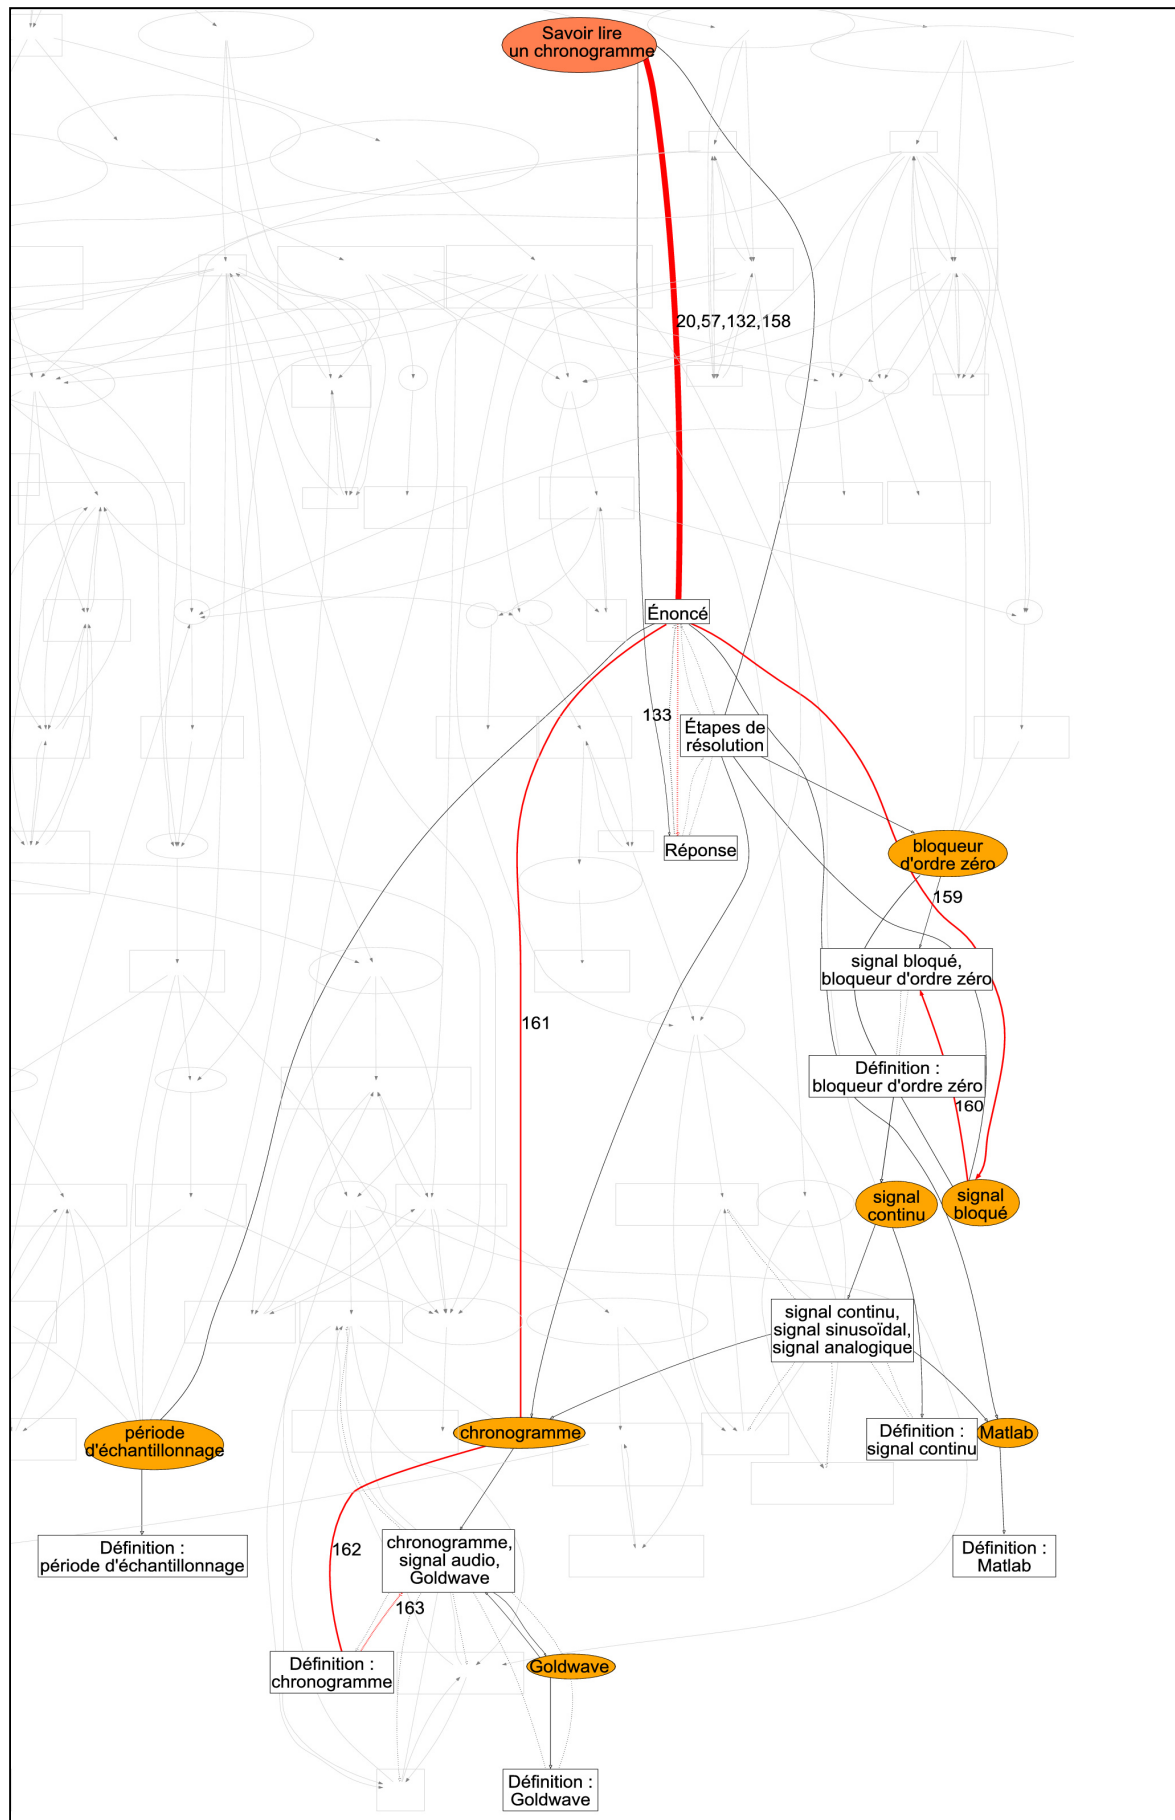 Savoir lire
un chronogramme
20,57,132,158
Énoncé
133
Étapes de
résolution
Réponse
bloqueur
d'ordre zéro
159
signal bloqué,
bloqueur d'ordre zéro
161
Définition :
bloqueur d'ordre zéro
160
signal
continu
signal
bloqué
signal continu,
signal sinusoïdal,
signal analogique
période
d'échantillonnage
chronogramme
Définition :
signal continu
Matlab
Définition :
période d'échantillonnage
162
chronogramme,
signal audio,
Goldwave
Définition :
Matlab
163
Définition :
chronogramme
Goldwave
Définition :
Goldwave